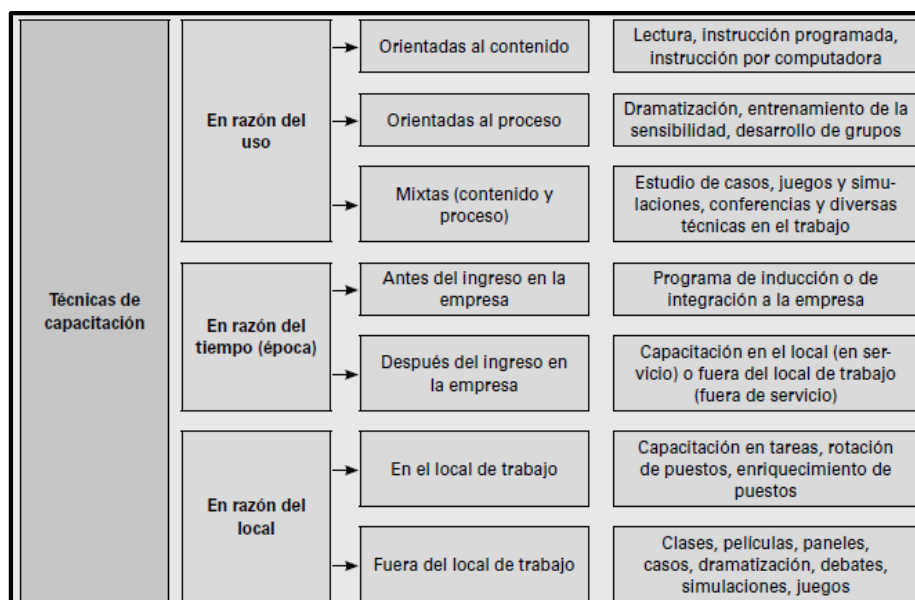 Técnicas de
capacitación
En razón del
uso
Orientadas al contenido
Lectura, instrucción programada,
instrucción por computadora
Orientadas al proceso
Dramatización, entrenamiento de la
sensibilidad, desarrollo de grupos
Mixtas (contenido y
proceso)
Estudio de casos, juegos y simu-
laciones, conferencias y diversas
técnicas en el trabajo
En razón del
tiempo (época)
Antes del ingreso en la
empresa
Programa de inducción o de
integración a la empresa
Después del ingreso en
la empresa
Capacitación en el local (en ser-
vicio) o fuera del local de trabajo
(fuera de servicio)
En razón del
local
En el local de trabajo
Capacitación en tareas, rotación
de puestos, enriquecimiento de
puestos
Fuera del local de trabajo
Clases, películas, paneles,
casos, dramatización, debates,
simulaciones, juegos